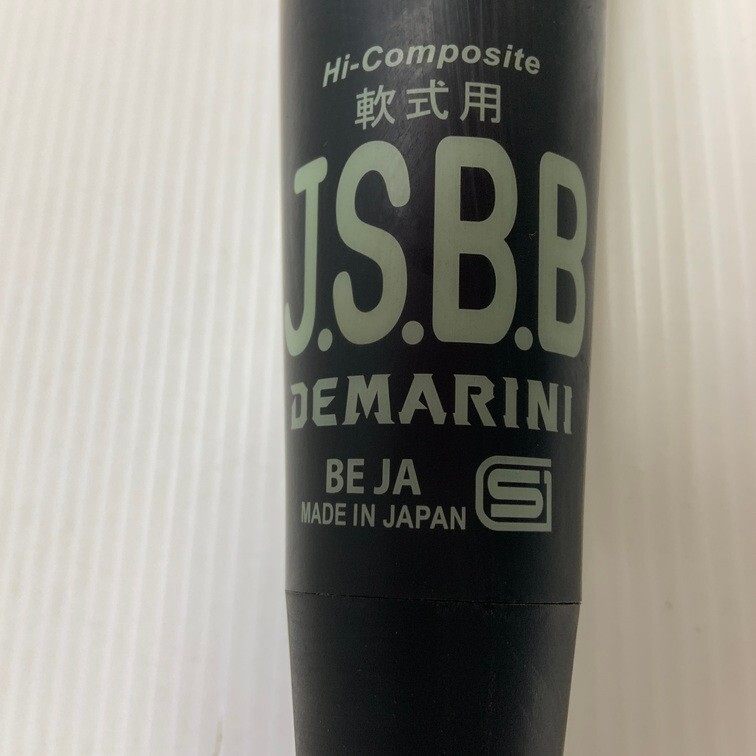 Hi-Composite
軟式用
J.S.B.B
DEMARINI
BE JA
MADE IN JAPAN